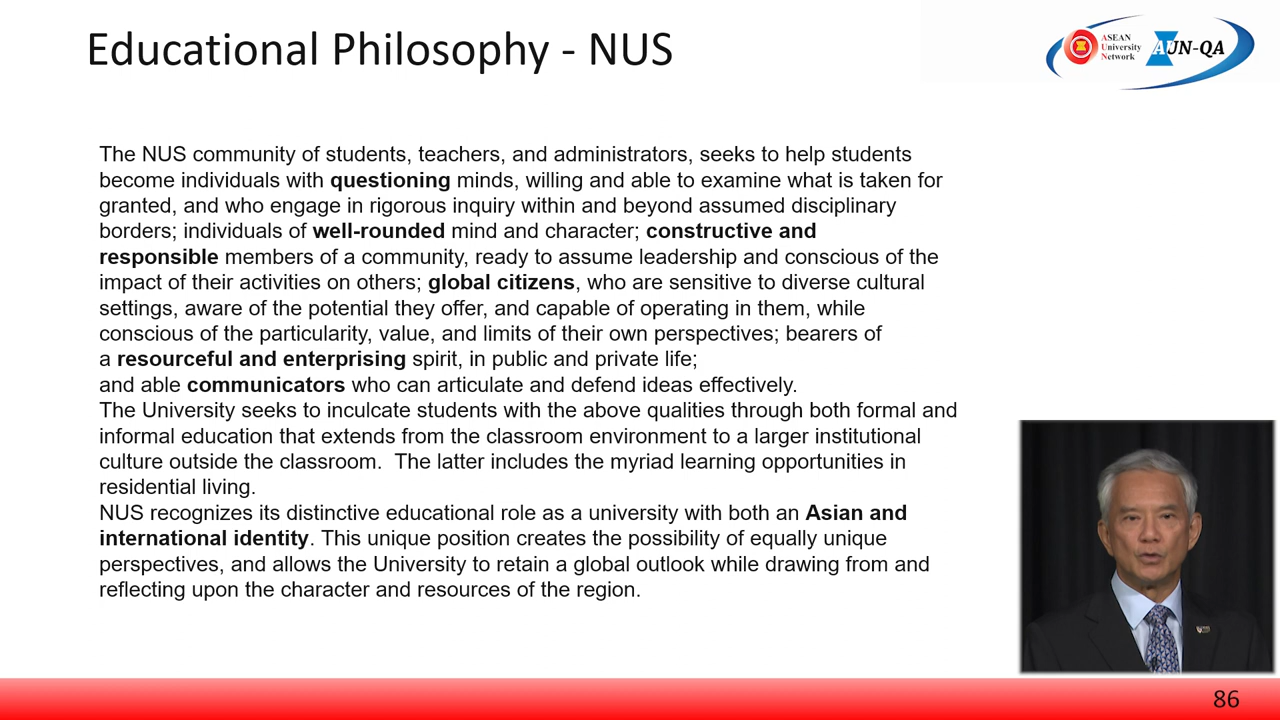 Educational Philosophy - NUS
ASEAN
University
Network
AUN-QA
The NUS community of students, teachers, and administrators, seeks to help students
become individuals with questioning minds, willing and able to examine what is taken for
granted, and who engage in rigorous inquiry within and beyond assumed disciplinary
borders; individuals of well-rounded mind and character; constructive and
responsible members of a community, ready to assume leadership and conscious of the
impact of their activities on others; global citizens, who are sensitive to diverse cultural
settings, aware of the potential they offer, and capable of operating in them, while
conscious of the particularity, value, and limits of their own perspectives; bearers of
a resourceful and enterprising spirit, in public and private life;
and able communicators who can articulate and defend ideas effectively.
The University seeks to inculcate students with the above qualities through both formal and
informal education that extends from the classroom environment to a larger institutional
culture outside the classroom.  The latter includes the myriad learning opportunities in
residential living.
NUS recognizes its distinctive educational role as a university with both an Asian and
international identity. This unique position creates the possibility of equally unique
perspectives, and allows the University to retain a global outlook while drawing from and
reflecting upon the character and resources of the region.
86